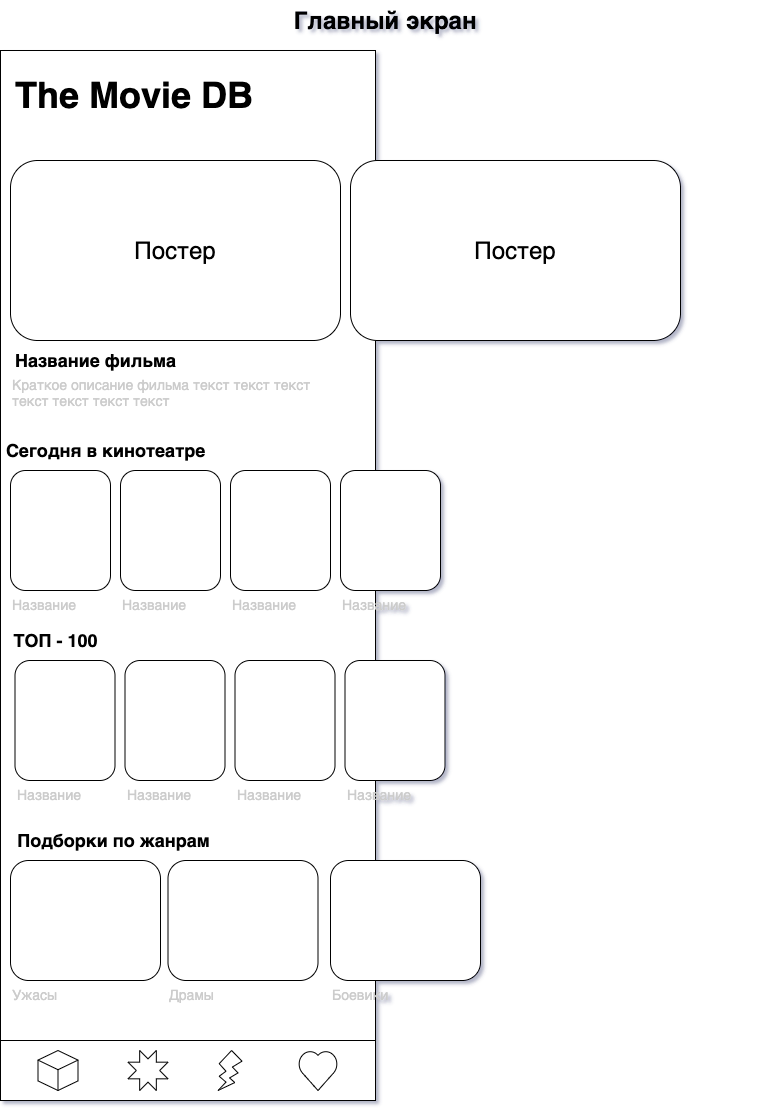 Главный экран
The Movie DB
Постер
Постер
Название фильма
Краткое описание фильма текст текст текст
текст текст текст текст
Сегодня в кинотеатре
Название
Название
Название
Название
ТОП - 100
Название
Название
Название
Название
Подборки по жанрам
Ужасы
Драмы
Боевики